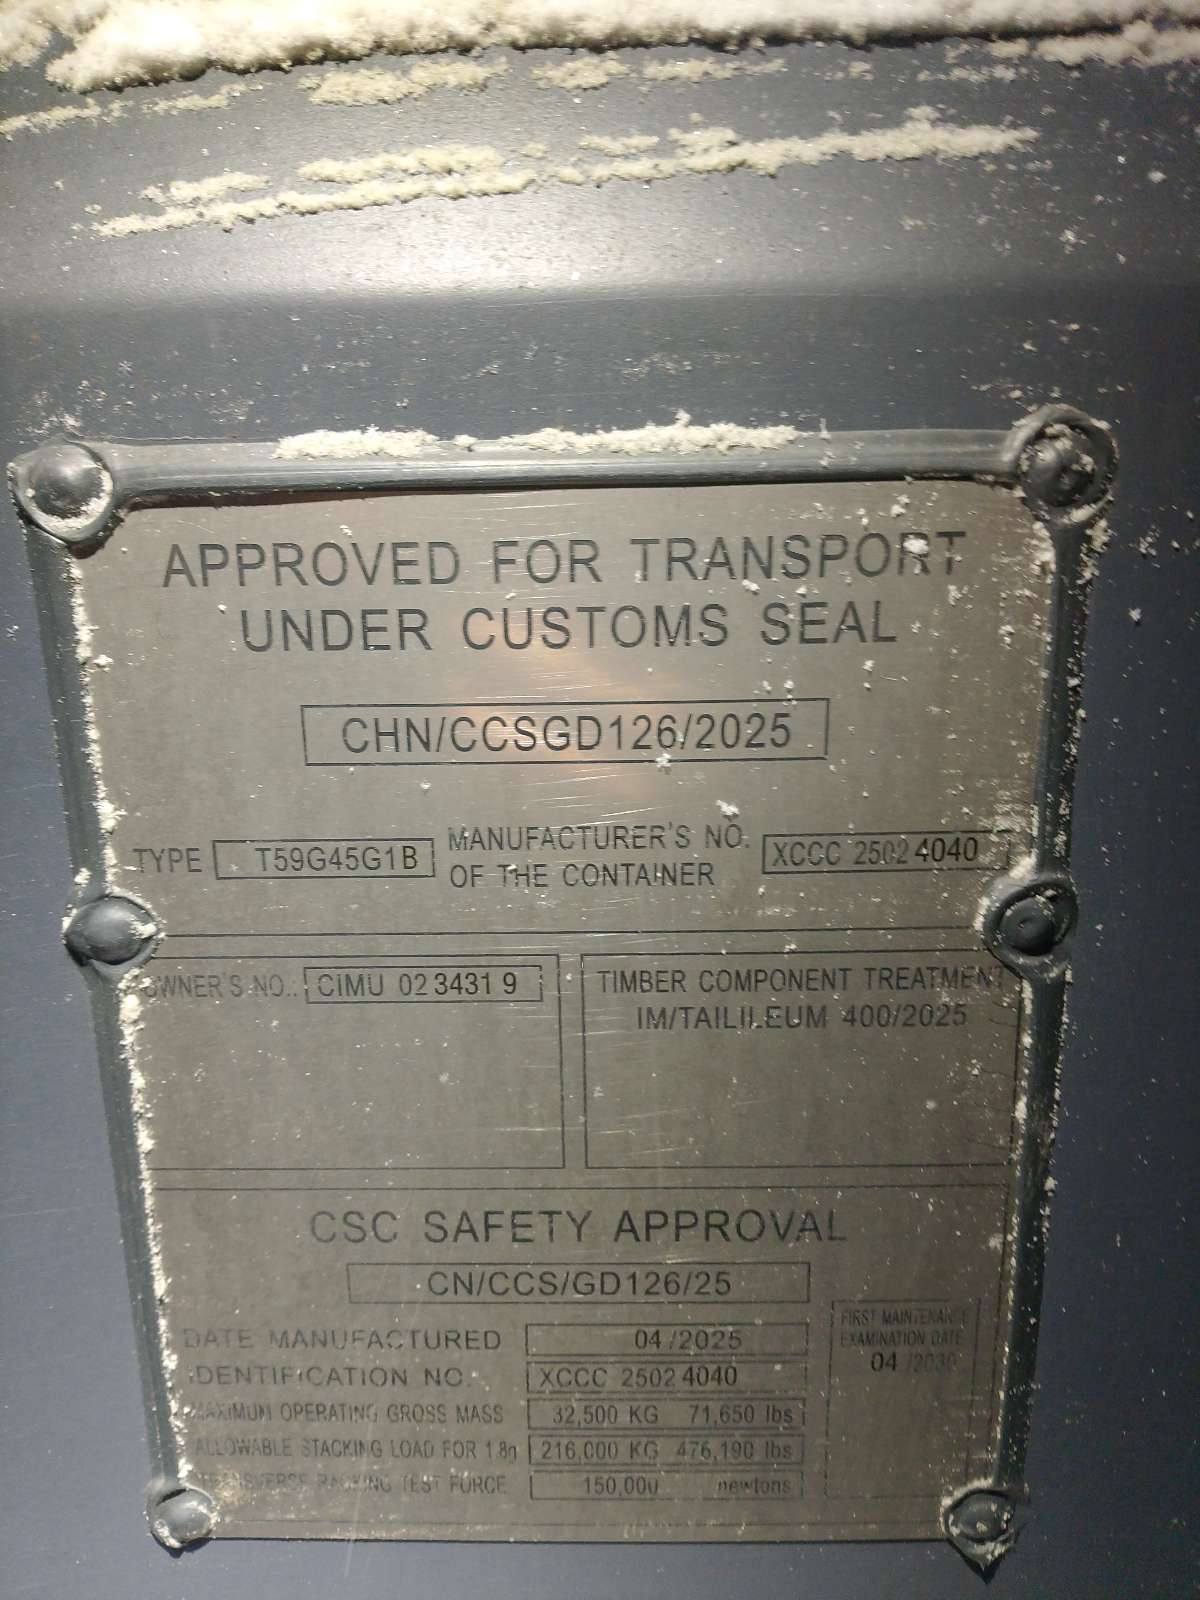 APPROVED FOR TRANSPORT
UNDER CUSTOMS SEAL
CHN/CCSGD126/2025
TYPE T59G45G1B
MANUFACTURER'S NO.
OF THE CONTAINER
XCCC 2502 4040
OWNER'S NO.: CIMU 023431 9
TIMBER COMPONENT TREATMENT
IM/TAILILEUM 400/2025
CSC SAFETY APPROVAL
CN/CCS/GD126/25
DATE MANUFACTURED 04/2025
IDENTIFICATION NO. XCCC 2502 4040
MAXIMUM OPERATING GROSS MASS 32,500 KG 71,650 lbs
ALLOWABLE STACKING LOAD FOR 1.8g 216,000 KG 476,190 lbs
TRANSVERSE RACKING TEST FORCE 150,000 newtons
FIRST MAINTENANCE
EXAMINATION DATE
04/2030